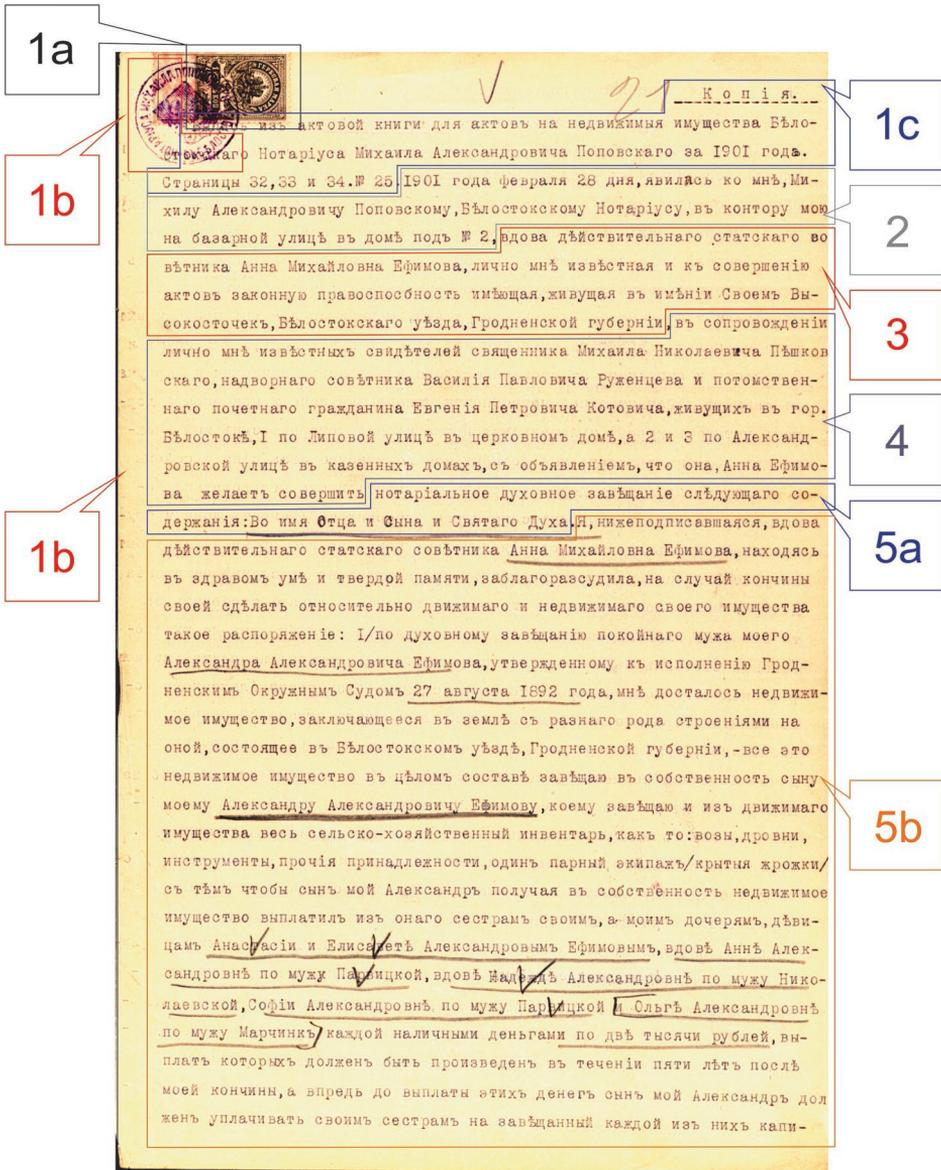 1a
1b
1b
1c
2
3
4
5a
5b
21
Копія.
изъ актовой книги для актовъ на недвижимыя имущества Бѣло-
скаго Нотаріуса Михаила Александровича Поповскаго за 1901 годъ.
Страницы 32,33 и 34.№ 25.1901 года февраля 28 дня,явились ко мнѣ,Ми-
хилу Александровичу Поповскому,Бѣлостокскому Нотаріусу,въ контору мою
на базарной улицѣ въ домѣ подъ № 2,вдова дѣйствительнаго статскаго во
вѣтника Анна Михайловна Ефимова,лично мнѣ извѣстная и къ совершенію
актовъ законную правоспосбность имѣющая,живущая въ имѣніи Своемъ Вы-
сокосточекъ,Бѣлостокскаго уѣзда,Гродненской губерніи,въ сопровожденіи
лично мнѣ извѣстныхъ свидѣтелей священника Михаила Николаевича Пѣшков
скаго,надворнаго совѣтника Василія Павловича Руженцева и потомствен-
наго почетнаго гражданина Евгенія Петровича Котовича,живущихъ въ гор.
Бѣлостокѣ,I по Липовой улицѣ въ церковномъ домѣ,а 2 и 3 по Александ-
ровской улицѣ въ казенныхъ домахъ,съ объявленіемъ,что она,Анна Ефимо-
ва желаетъ совершить нотаріальное духовное завѣщаніе слѣдующаго со-
держанія:Во имя Отца и Сына и Святаго Духа.Я,нижеподписавшаяся,вдова
дѣйствительнаго статскаго совѣтника Анна Михайловна Ефимова,находясь
въ здравомъ умѣ и твердой памяти,заблагоразсудила,на случай кончины
своей сдѣлать относительно движимаго и недвижимаго своего имущества
такое распоряженіе: I/по духовному завѣщанію покойнаго мужа моего
Александра Александровича Ефимова,утвержденному къ исполненію Грод-
ненскимъ Окружнымъ Судомъ 27 августа 1892 года,мнѣ досталось недвижи-
мое имущество,заключающееся въ землѣ съ разнаго рода строеніями на
оной,состоящее въ Бѣлостокскомъ уѣздѣ,Гродненской губерніи,-все это
недвижимое имущество въ цѣломъ составѣ завѣщаю въ собственность сыну
моему Александру Александровичу Ефимову,коему завѣщаю и изъ движимаго
имущества весь сельско-хозяйственный инвентарь,какъ то:возы,дровни,
инструменты,прочія принадлежности,одинъ парный экипажъ/крытыя жрожки/
съ тѣмъ чтобы сынъ мой Александръ получая въ собственность недвижимое
имущество выплатилъ изъ онаго сестрамъ своимъ,а моимъ дочерямъ,дѣви-
цамъ Анастасіи и Елисаветѣ Александровымъ Ефимовымъ,вдовѣ Аннѣ Алек-
сандровнѣ по мужу Парвицкой,вдовѣ Надеждѣ Александровнѣ по мужу Нико-
лаевской,Софіи Александровнѣ по мужу Парвицкой и Ольгѣ Александровнѣ
по мужу Марчинкъ каждой наличными деньгами по двѣ тысячи рублей,вы-
платъ которыхъ долженъ быть произведенъ въ теченіи пяти лѣтъ послѣ
моей кончины,а впредь до выплаты этихъ денегъ сынъ мой Александръ дол
женъ уплачивать своимъ сестрамъ на завѣщанный каждой изъ нихъ капи-